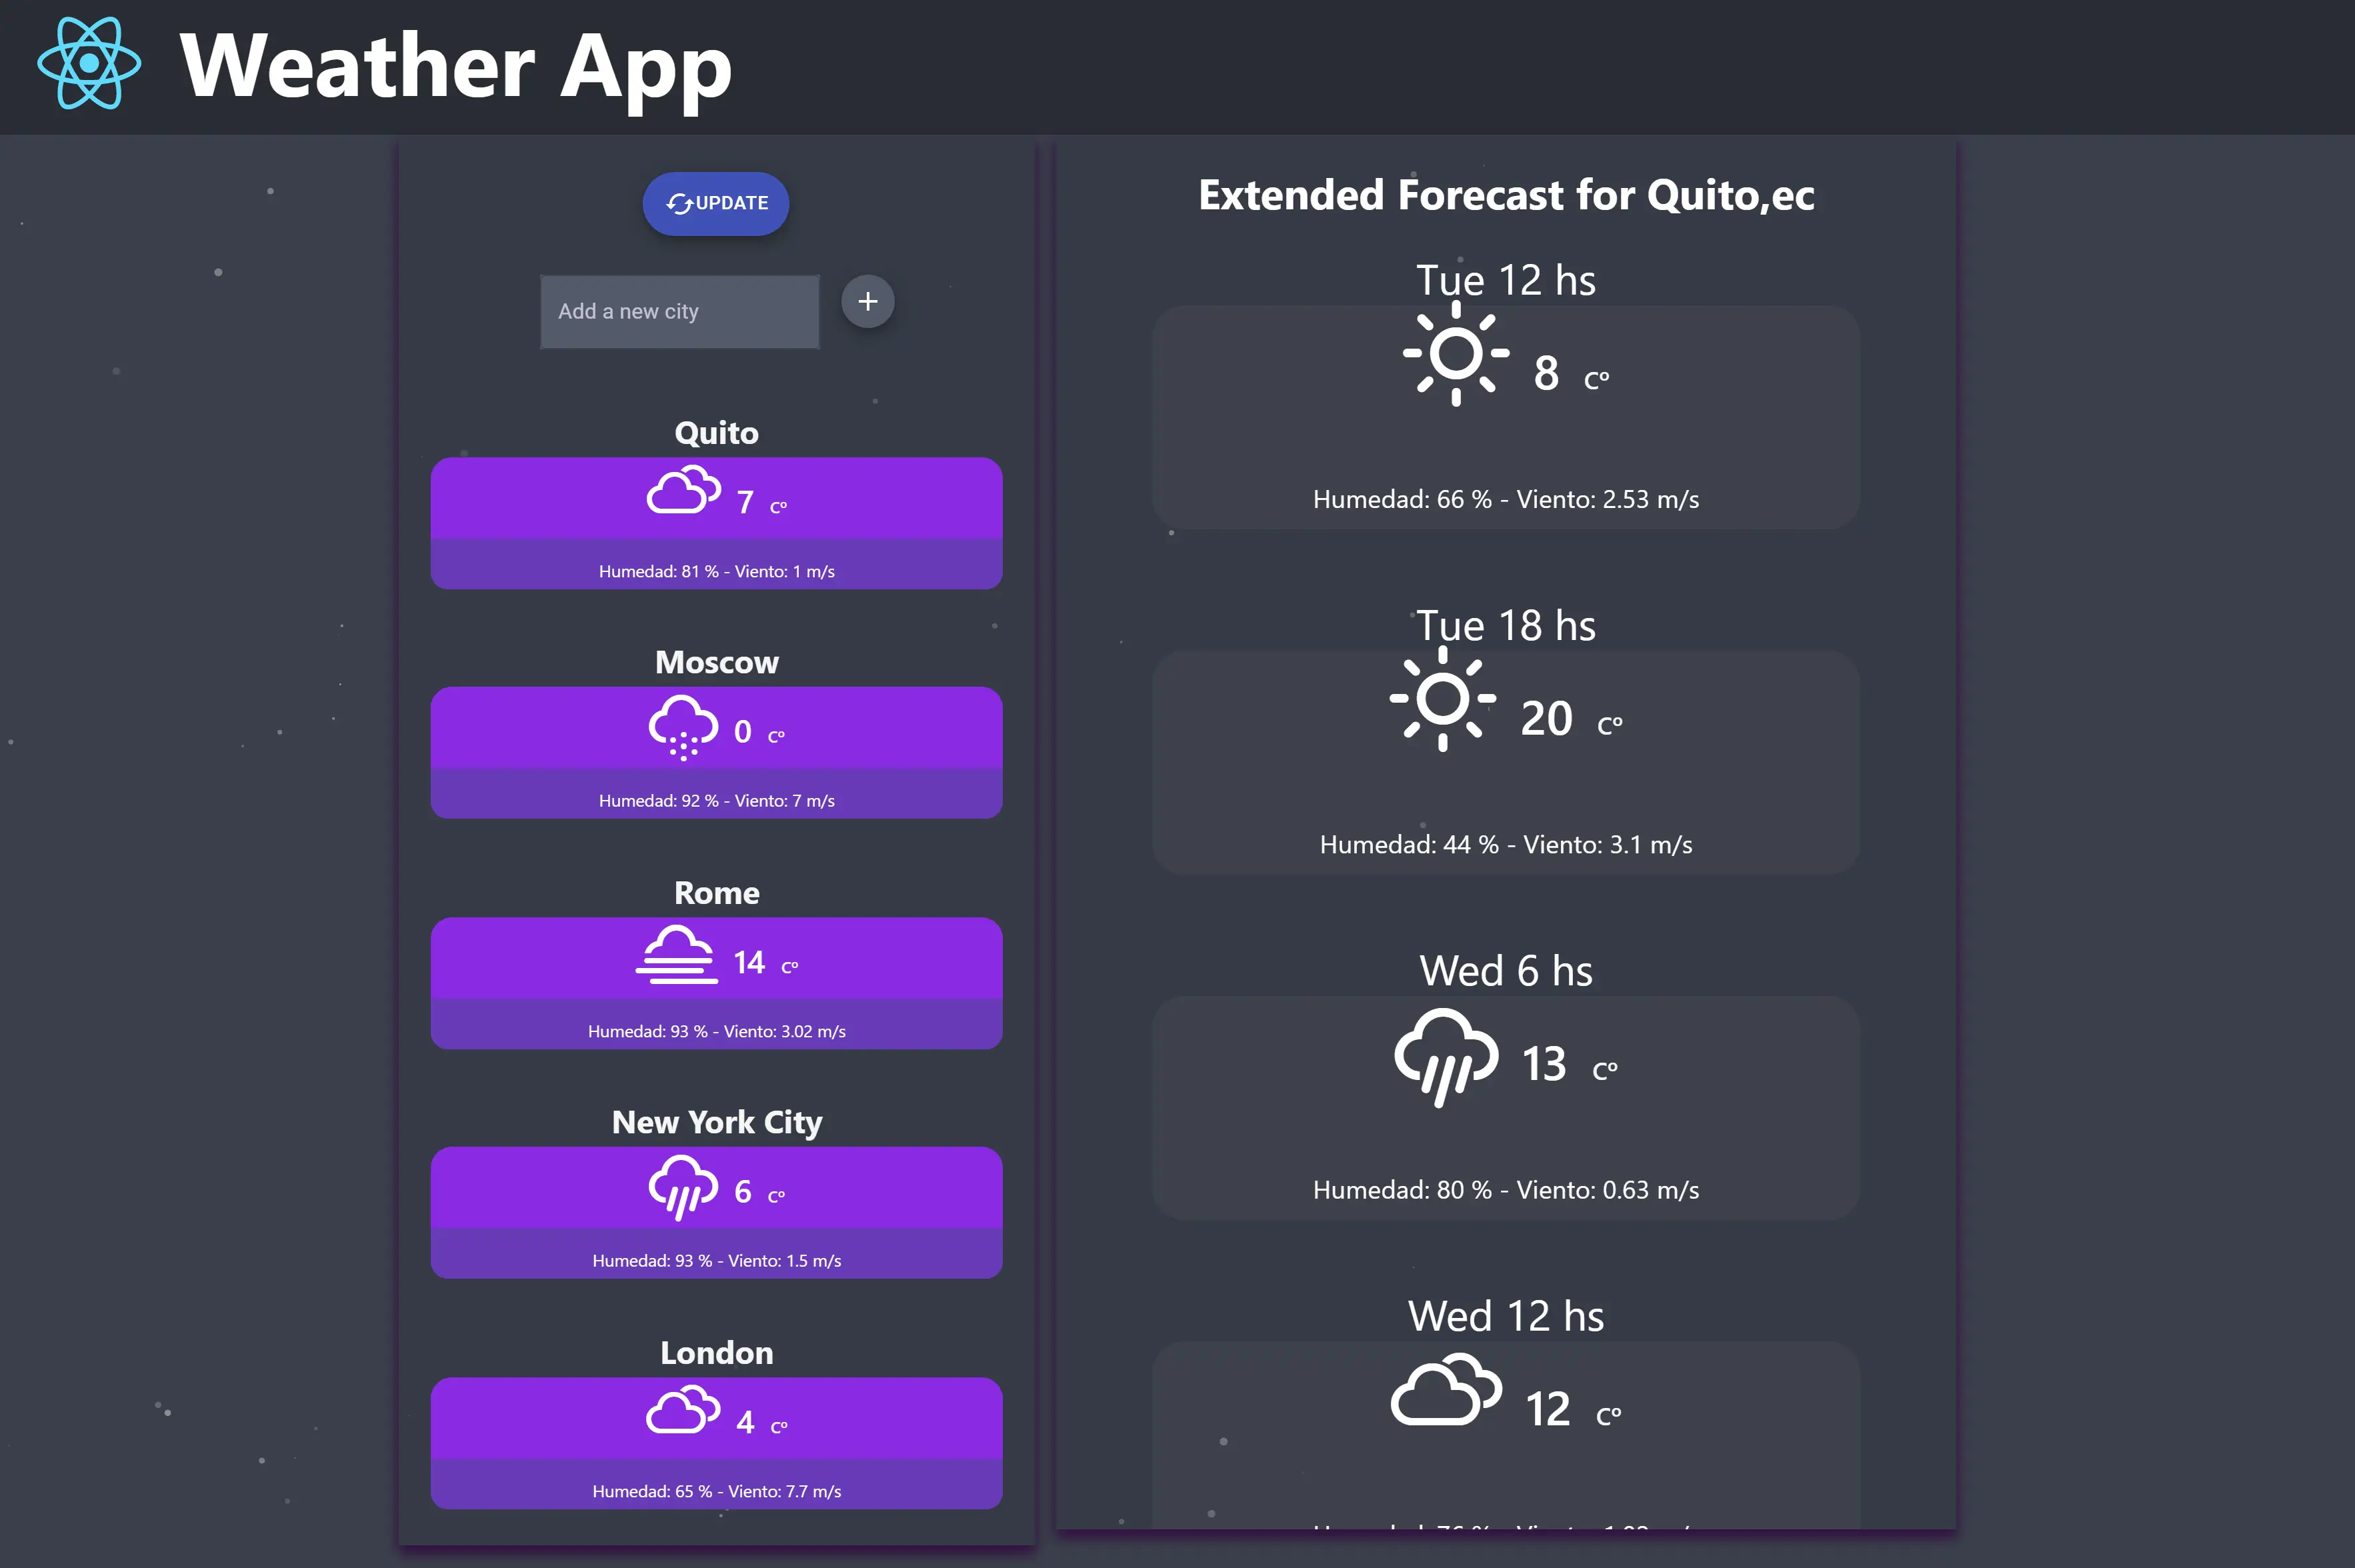 Weather App
UPDATE
Add a new city
+
Quito
7 Cº
Humedad: 81 % - Viento: 1 m/s
Moscow
0 Cº
Humedad: 92 % - Viento: 7 m/s
Rome
14 Cº
Humedad: 93 % - Viento: 3.02 m/s
New York City
6 Cº
Humedad: 93 % - Viento: 1.5 m/s
London
4 Cº
Humedad: 65 % - Viento: 7.7 m/s
Extended Forecast for Quito,ec
Tue 12 hs
8 Cº
Humedad: 66 % - Viento: 2.53 m/s
Tue 18 hs
20 Cº
Humedad: 44 % - Viento: 3.1 m/s
Wed 6 hs
13 Cº
Humedad: 80 % - Viento: 0.63 m/s
Wed 12 hs
12 Cº